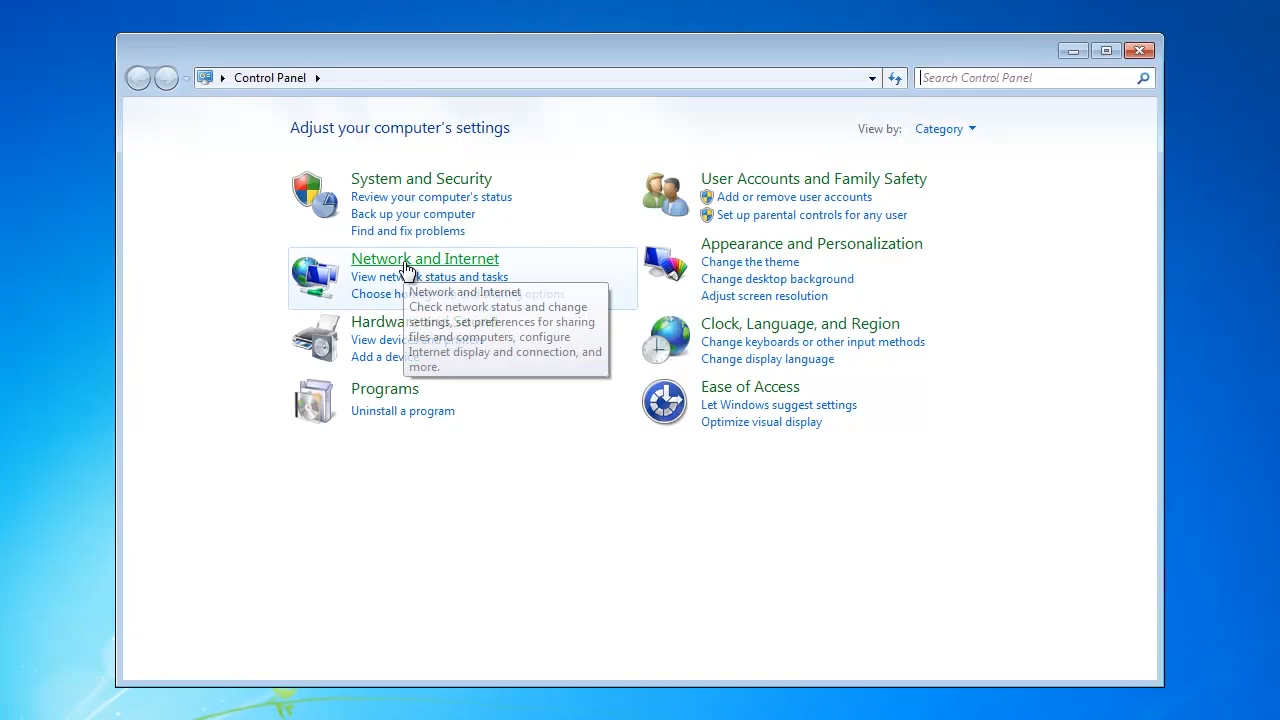 Control Panel
Search Control Panel
Adjust your computer's settings
View by: Category
System and Security
Review your computer's status
Back up your computer
Find and fix problems
Network and Internet
View network status and tasks
Choose
options
Network and Internet
Check network status and change
settings, set preferences for sharing
files and computers, configure
Internet display and connection, and
more.
View devices
Add a device
Programs
Uninstall a program
User Accounts and Family Safety
Add or remove user accounts
Set up parental controls for any user
Appearance and Personalization
Change the theme
Change desktop background
Adjust screen resolution
Clock, Language, and Region
Change keyboards or other input methods
Change display language
Ease of Access
Let Windows suggest settings
Optimize visual display